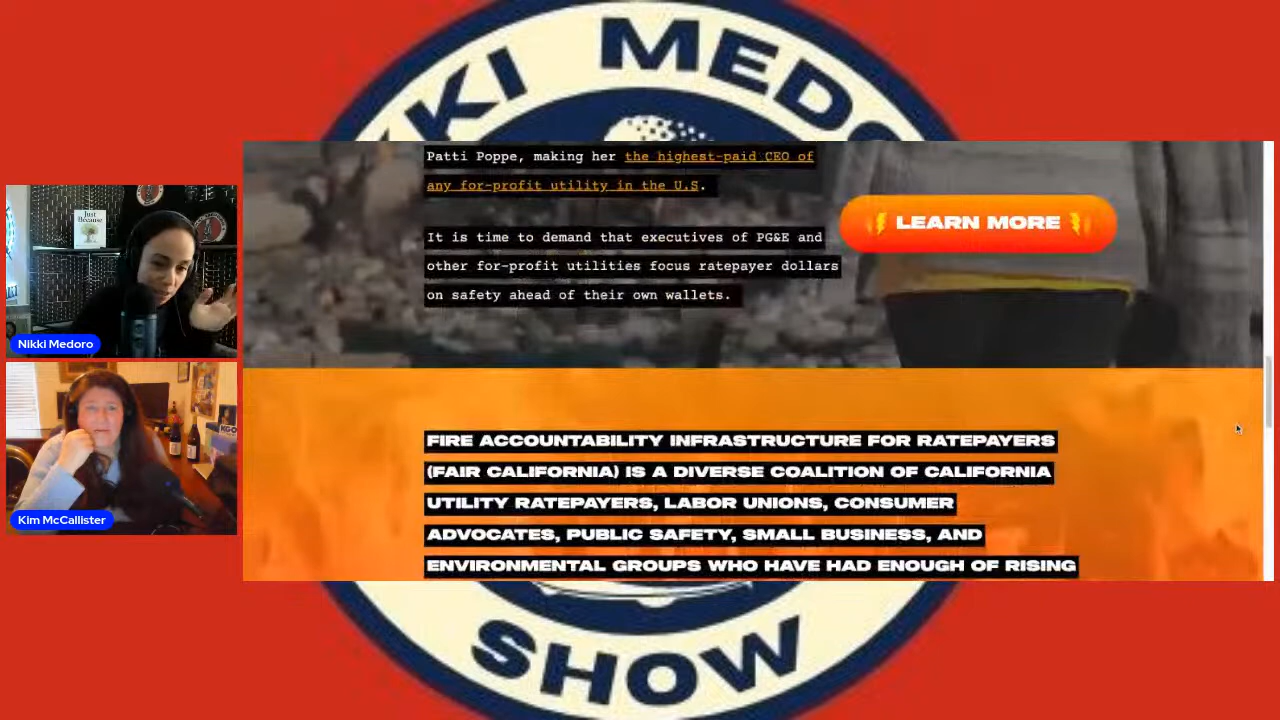 KI MEDO
Patti Poppe, making her the highest-paid CEO of
any for-profit utility in the U.S.
It is time to demand that executives of PG&E and
other for-profit utilities focus ratepayer dollars
on safety ahead of their own wallets.
LEARN MORE
Just
Because
Nikki Medoro
KGO
Kim McCallister
FIRE ACCOUNTABILITY INFRASTRUCTURE FOR RATEPAYERS
(FAIR CALIFORNIA) IS A DIVERSE COALITION OF CALIFORNIA
UTILITY RATEPAYERS, LABOR UNIONS, CONSUMER
ADVOCATES, PUBLIC SAFETY, SMALL BUSINESS, AND
ENVIRONMENTAL GROUPS WHO HAVE HAD ENOUGH OF RISING
SHOW